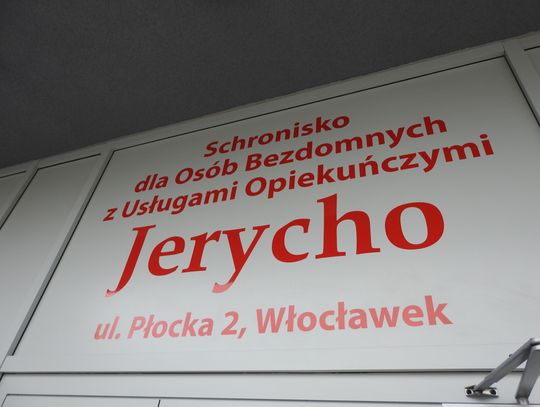 Schronisko
dla Osób Bezdomnych
z Usługami Opiekuńczymi
Jerycho
ul. Płocka 2, Włocławek